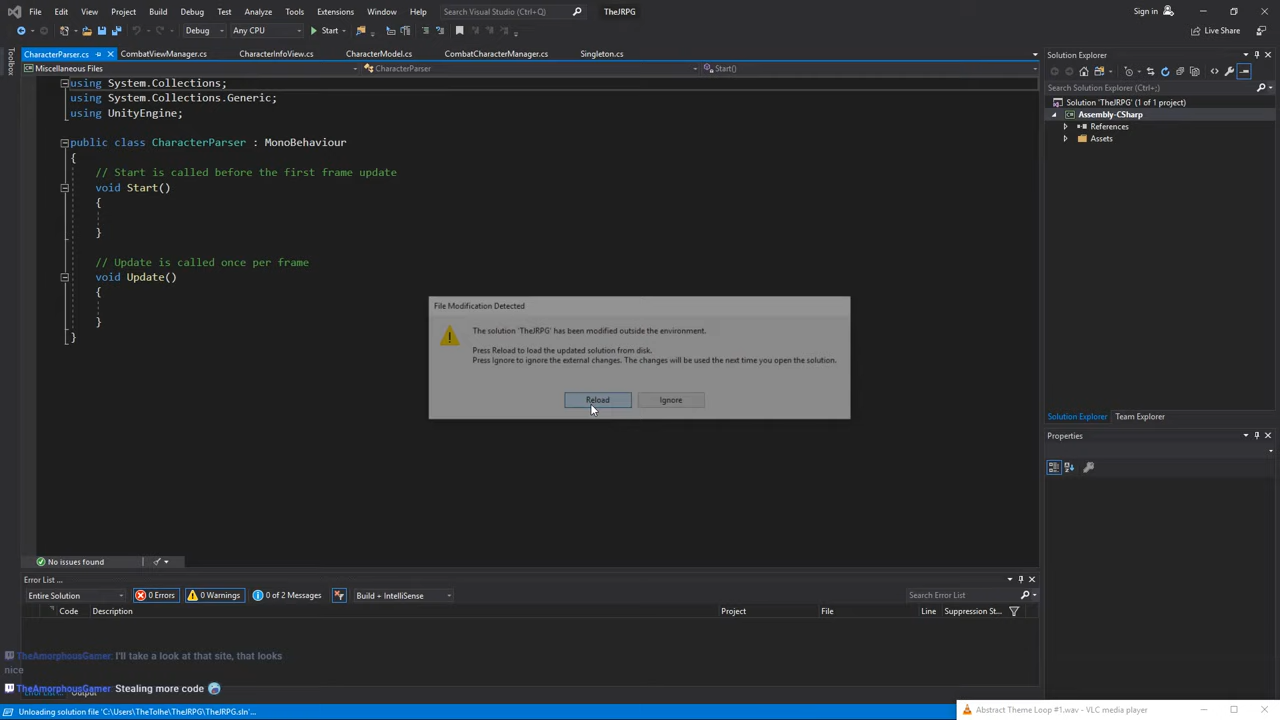 File Edit View Project Build Debug Test Analyze Tools Extensions Window Help Search Visual Studio (Ctrl+Q) TheJRPG Sign in
Debug Any CPU Start Live Share
Toolbox
CharacterParser.cs CombatViewManager.cs CharacterInfoView.cs CharacterModel.cs CombatCharacterManager.cs Singleton.cs
Miscellaneous Files CharacterParser Start()
using System.Collections;
using System.Collections.Generic;
using UnityEngine;
public class CharacterParser : MonoBehaviour
{
// Start is called before the first frame update
void Start()
{
}
// Update is called once per frame
void Update()
{
}
}
File Modification Detected
The solution 'TheJRPG' has been modified outside the environment.
Press Reload to load the updated solution from disk.
Press Ignore to ignore the external changes. The changes will be used the next time you open the solution.
Reload Ignore
Solution Explorer
Search Solution Explorer (Ctrl+;)
Solution 'TheJRPG' (1 of 1 project)
Assembly-CSharp
References
Assets
Solution Explorer Team Explorer
Properties
No issues found
Error List ...
Entire Solution 0 Errors 0 Warnings 0 of 2 Messages Build + IntelliSense Search Error List
Code Description Project File Line Suppression St...
TheAmorphousGamer: I'll take a look at that site, that looks
nice
TheAmorphousGamer: Stealing more code
Error List ... Output
Unloading solution file 'C:\Users\TheTolhe\TheJRPG\TheJRPG.sln'...
Abstract Theme Loop #1.wav - VLC media player